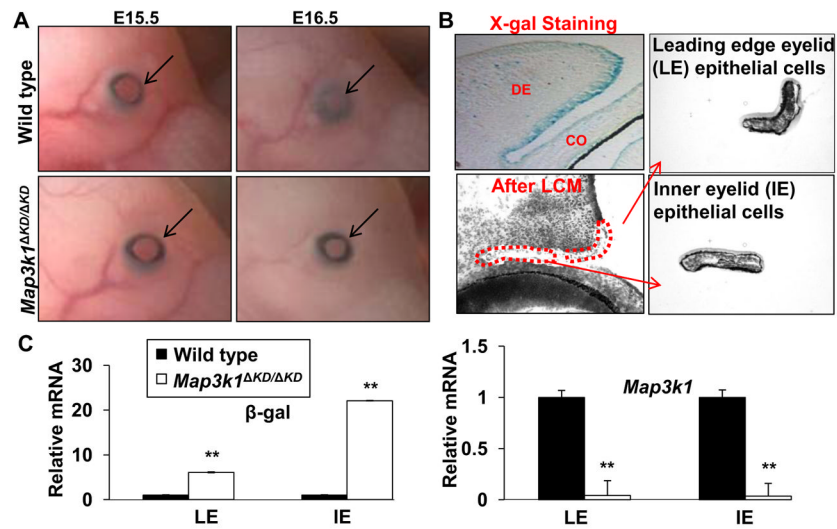 A
E15.5
E16.5
Wild type
Map3k1ΔKD/ΔKD
B
X-gal Staining
DE
CO
Leading edge eyelid
(LE) epithelial cells
After LCM
Inner eyelid (IE)
epithelial cells
C
Relative mRNA
30
20
10
0
Wild type
Map3k1ΔKD/ΔKD
β-gal
**
**
LE
IE
Relative mRNA
1.5
1
0.5
0
Map3k1
**
**
LE
IE